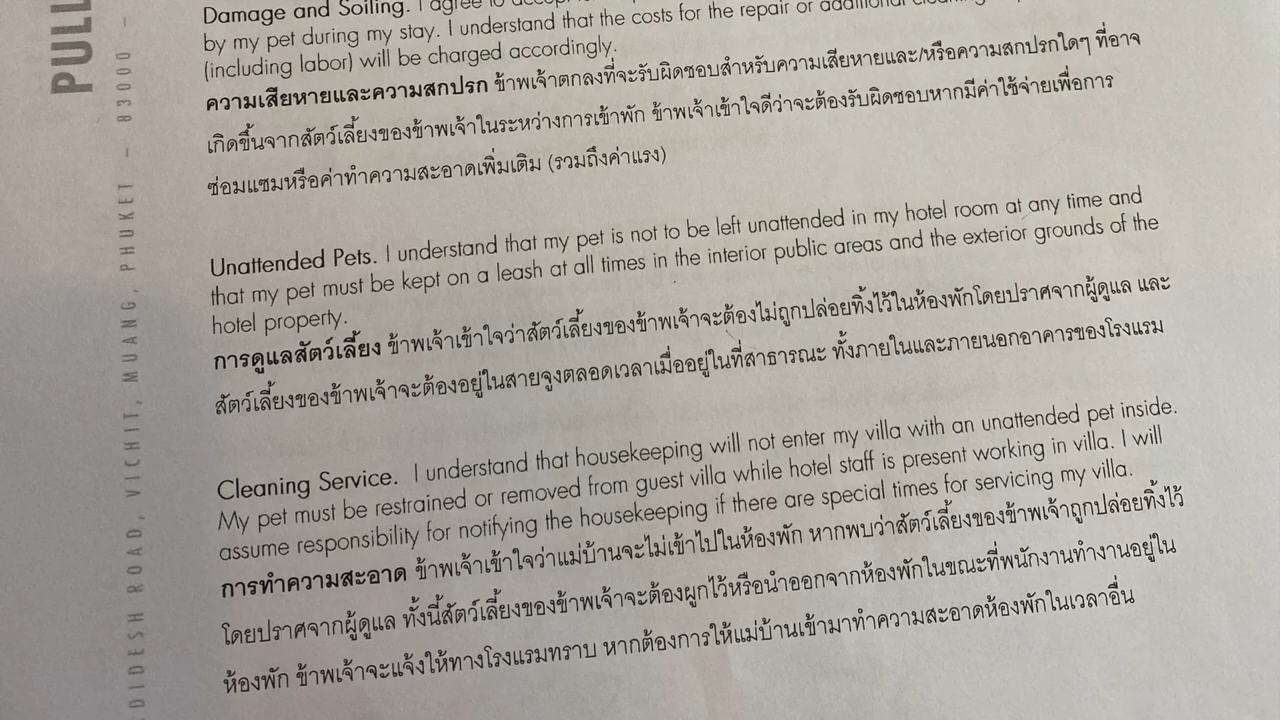 Damage and Soiling. I agree to
by my pet during my stay. I understand that the costs for the repair or additional
(including labor) will be charged accordingly.
ความเสียหายและความสกปรก ข้าพเจ้าตกลงที่จะรับผิดชอบสำหรับความเสียหายและ/หรือความสกปรกใดๆ ที่อาจ
เกิดขึ้นจากสัตว์เลี้ยงของข้าพเจ้าในระหว่างการเข้าพัก ข้าพเจ้าเข้าใจดีว่าจะต้องรับผิดชอบหากมีค่าใช้จ่ายเพื่อการ
ซ่อมแซมหรือค่าทำความสะอาดเพิ่มเติม (รวมถึงค่าแรง)
Unattended Pets. I understand that my pet is not to be left unattended in my hotel room at any time and
that my pet must be kept on a leash at all times in the interior public areas and the exterior grounds of the
hotel property.
การดูแลสัตว์เลี้ยง ข้าพเจ้าเข้าใจว่าสัตว์เลี้ยงของข้าพเจ้าจะต้องไม่ถูกปล่อยทิ้งไว้ในห้องพักโดยปราศจากผู้ดูแล และ
สัตว์เลี้ยงของข้าพเจ้าจะต้องอยู่ในสายจูงตลอดเวลาเมื่ออยู่ในที่สาธารณะ ทั้งภายในและภายนอกอาคารของโรงแรม
Cleaning Service. I understand that housekeeping will not enter my villa with an unattended pet inside.
My pet must be restrained or removed from guest villa while hotel staff is present working in villa. I will
assume responsibility for notifying the housekeeping if there are special times for servicing my villa.
การทำความสะอาด ข้าพเจ้าเข้าใจว่าแม่บ้านจะไม่เข้าไปในห้องพัก หากพบว่าสัตว์เลี้ยงของข้าพเจ้าถูกปล่อยทิ้งไว้
โดยปราศจากผู้ดูแล ทั้งนี้สัตว์เลี้ยงของข้าพเจ้าจะต้องผูกไว้หรือนำออกจากห้องพักในขณะที่พนักงานทำงานอยู่ใน
ห้องพัก ข้าพเจ้าจะแจ้งให้ทางโรงแรมทราบ หากต้องการให้แม่บ้านเข้ามาทำความสะอาดห้องพักในเวลาอื่น
PULL
ROAD, VICHIT, MUANG, PHUKET – 83000 –